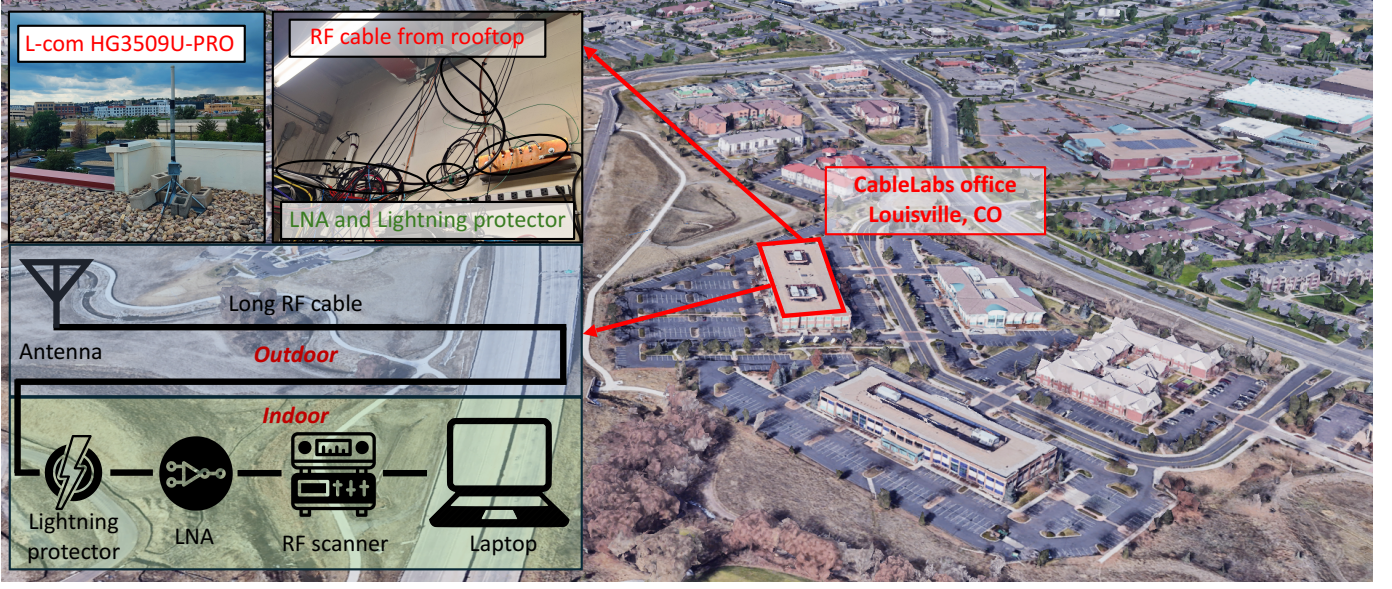 L-com HG3509U-PRO
RF cable from rooftop
LNA and Lightning protector
CableLabs office
Louisville, CO
Long RF cable
Antenna
Outdoor
Indoor
Lightning
protector
LNA
RF scanner
Laptop